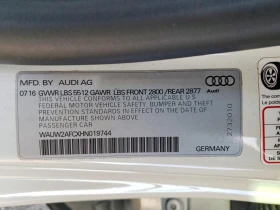 MFD BY: AUDI AG
0716 GVWR LBS 5512 GAWR LBS FRONT 2800 /REAR 2877
THIS VEHICLE CONFORMS TO ALL APPLICABLE U.S.
FEDERAL MOTOR VEHICLE SAFETY, BUMPER, AND
THEFT PREVENTION STANDARDS IN EFFECT ON
THE DATE OF MANUFACTURE SHOWN ABOVE
PASSENGER CAR
WAUW2AFCXHN019744
GERMANY
Audi
2732010